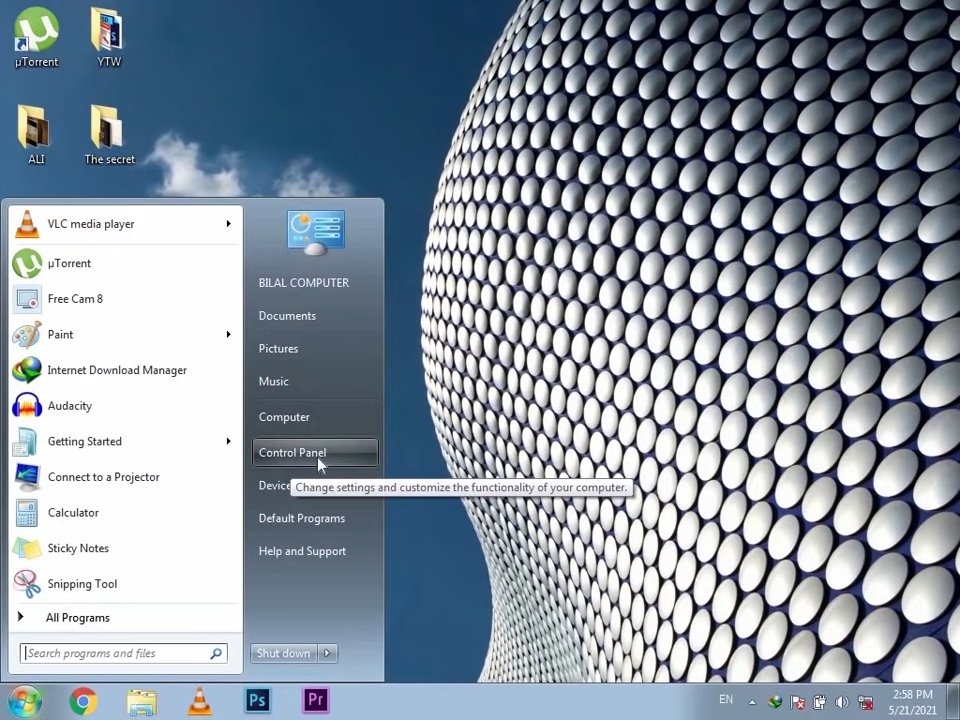 µTorrent
YTW
ALI
The secret
VLC media player
µTorrent
Free Cam 8
Paint
Internet Download Manager
Audacity
Getting Started
Connect to a Projector
Calculator
Sticky Notes
Snipping Tool
All Programs
Search programs and files
BILAL COMPUTER
Documents
Pictures
Music
Computer
Control Panel
Device
Change settings and customize the functionality of your computer.
Default Programs
Help and Support
Shut down
Ps
Pr
EN
2:58 PM
5/21/2021